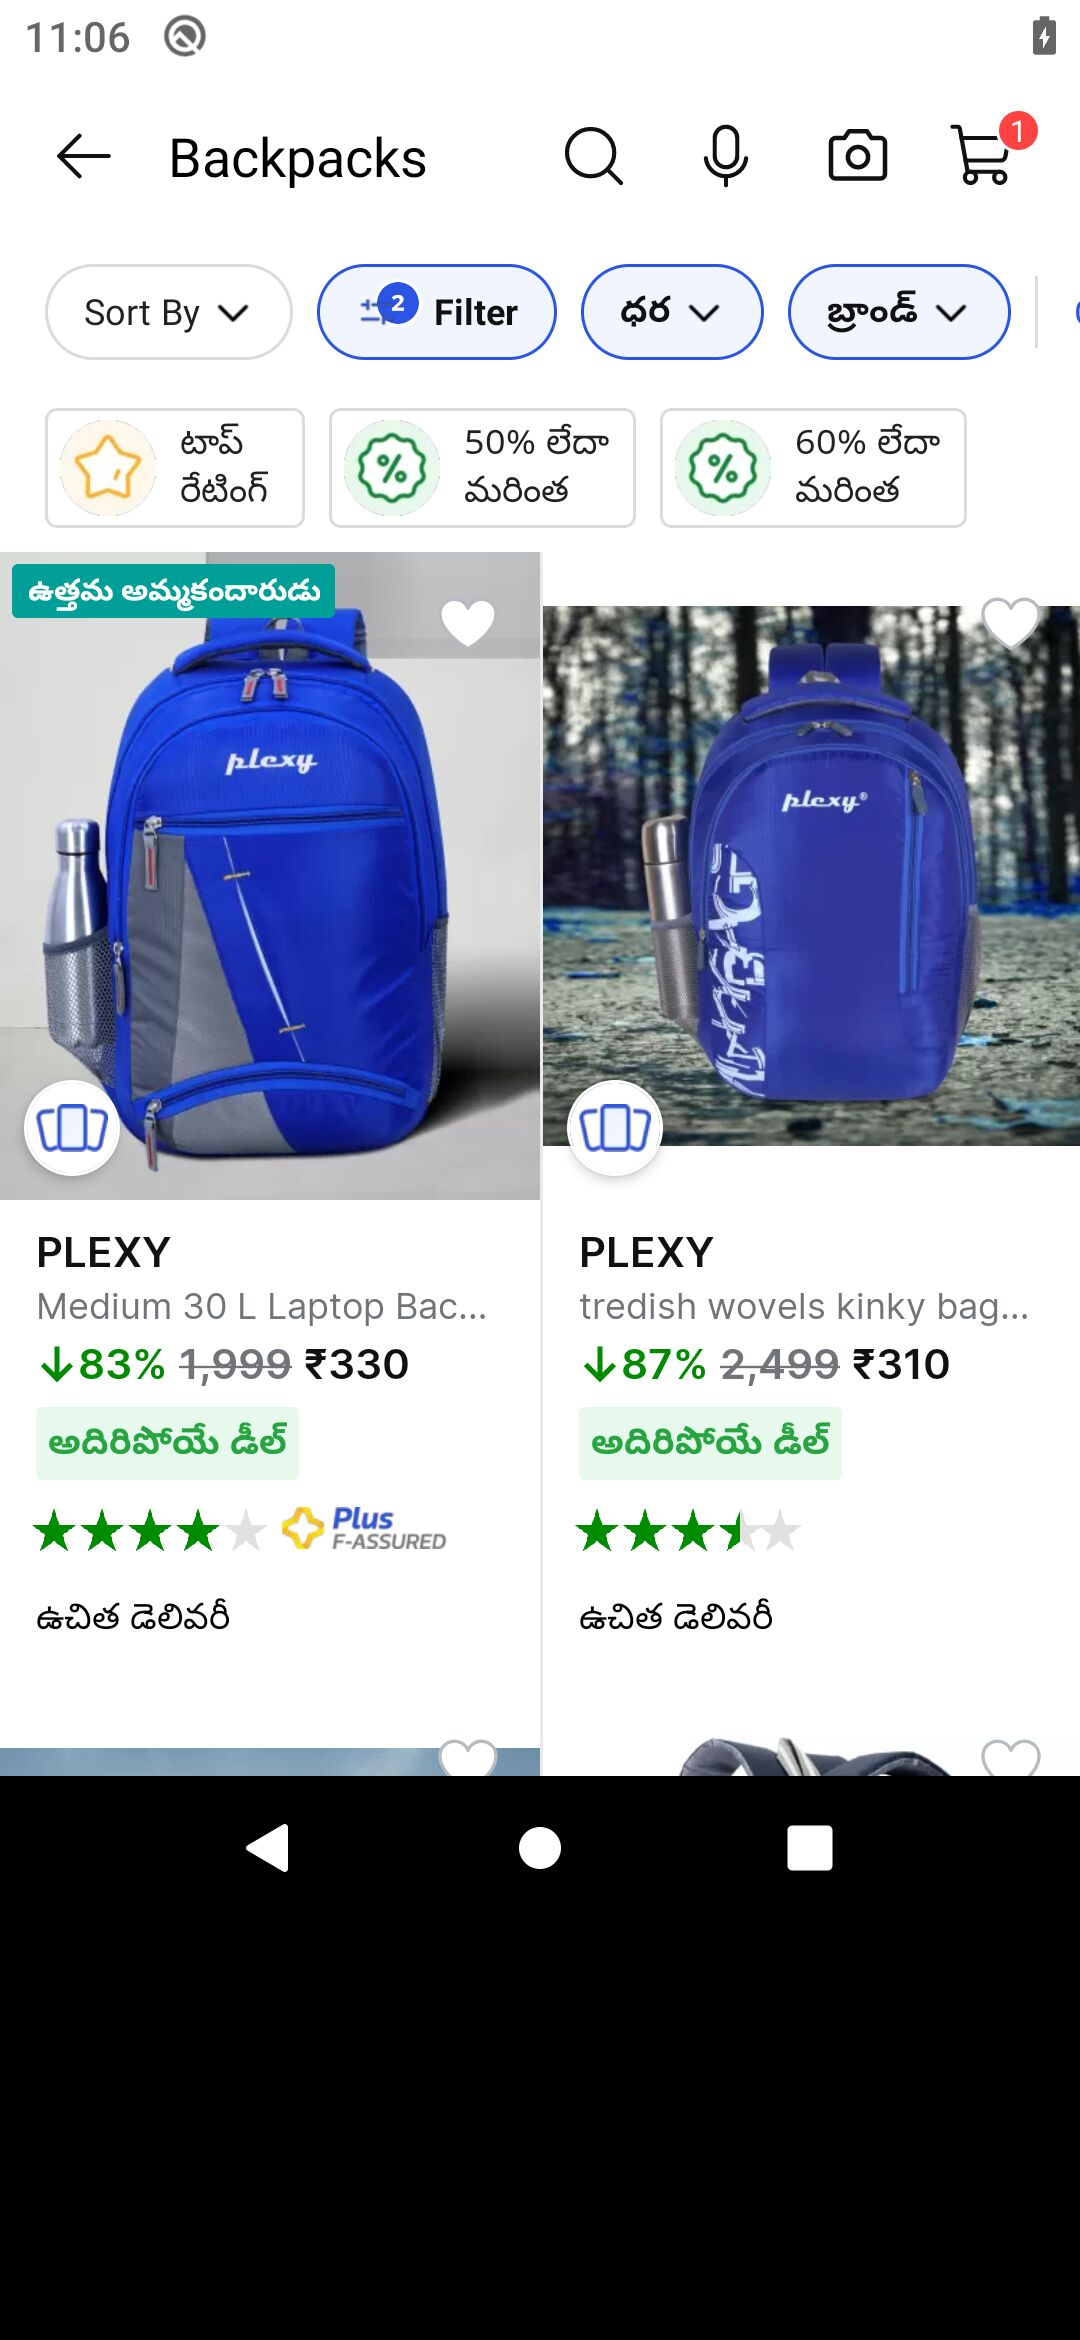 11:06
Backpacks
1
Sort By
2 Filter
ధర
బ్రాండ్
టాప్
రేటింగ్
50% లేదా
మరింత
60% లేదా
మరింత
ఉత్తమ అమ్మకందారుడు
plexy
plexy®
PLEXY
Medium 30 L Laptop Bac...
↓83% 1,999 ₹330
అదిరిపోయే డీల్
Plus
F-ASSURED
ఉచిత డెలివరీ
PLEXY
tredish wovels kinky bag...
↓87% 2,499 ₹310
అదిరిపోయే డీల్
ఉచిత డెలివరీ